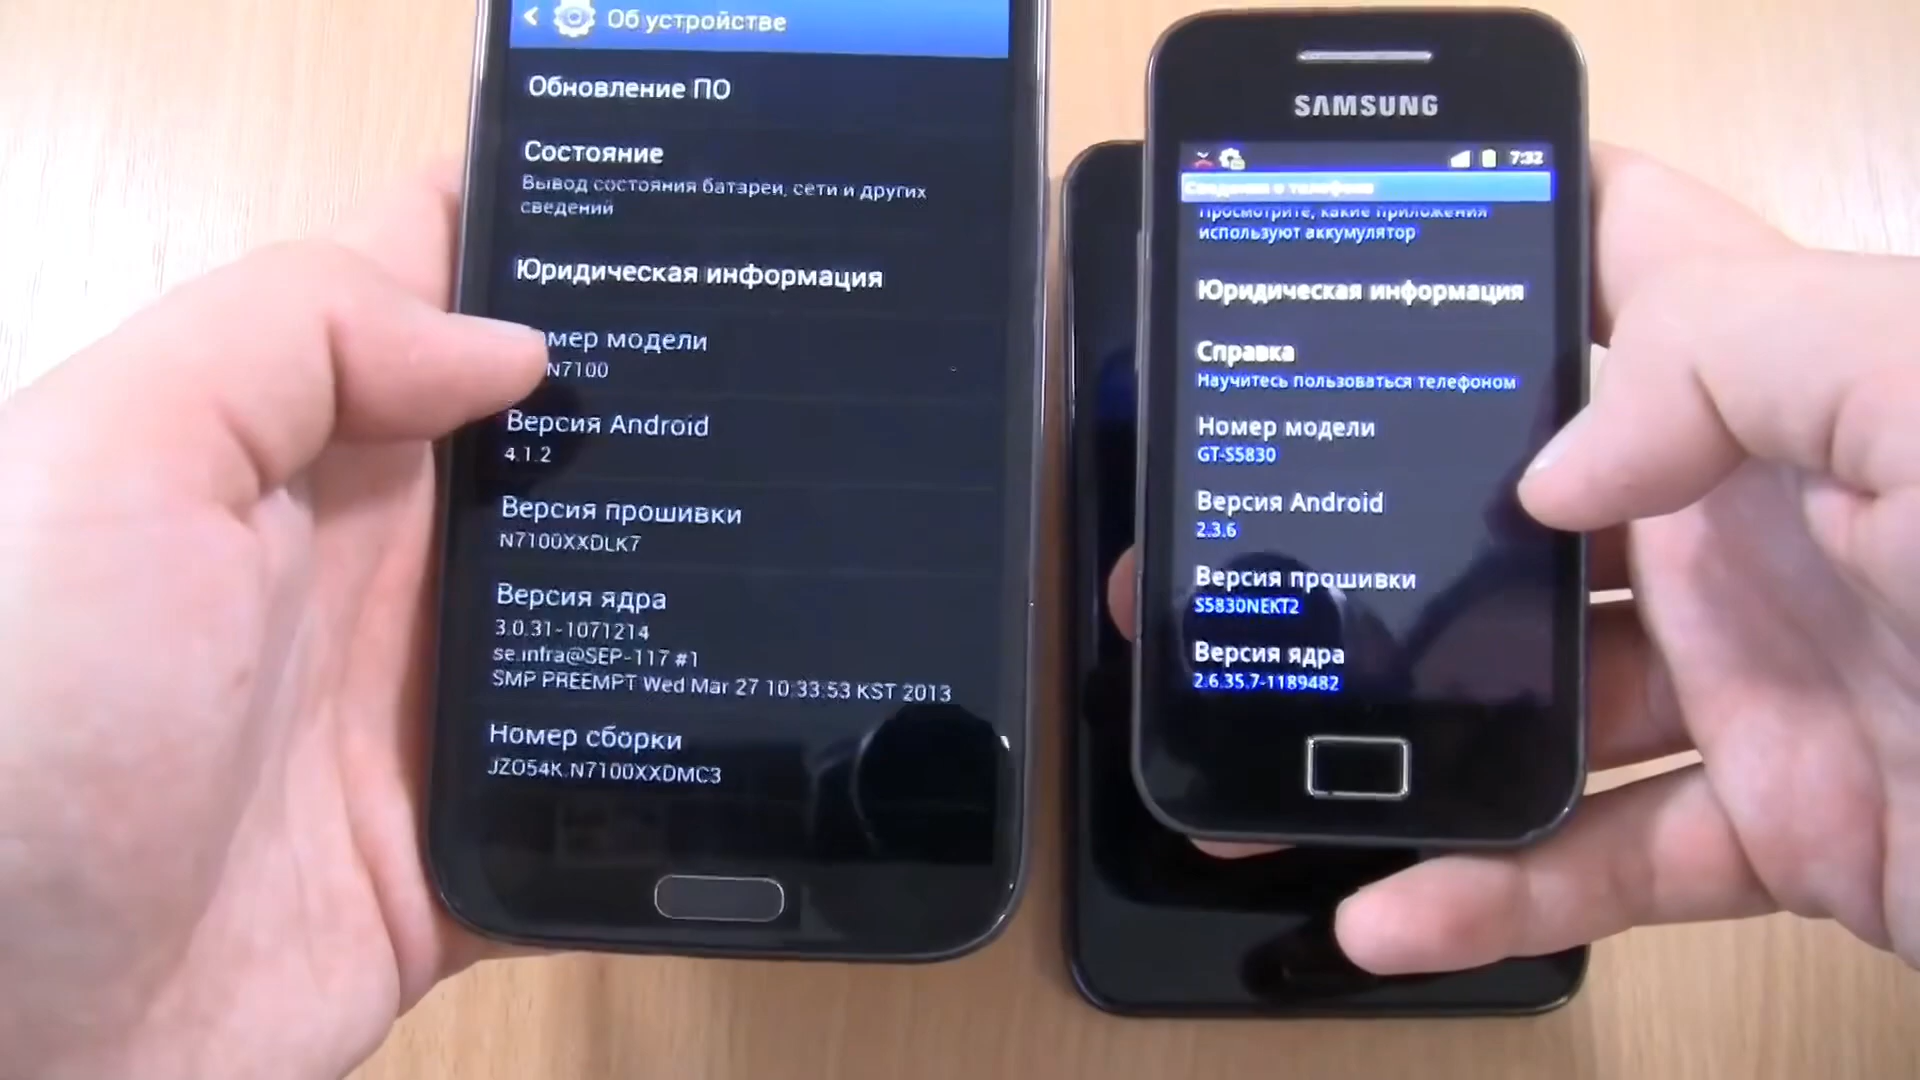 Об устройстве
Обновление ПО
Состояние
Вывод состояния батареи, сети и других
сведений
Юридическая информация
мер модели
N7100
Версия Android
4.1.2
Версия прошивки
N7100XXDLK7
Версия ядра
3.0.31-1071214
se.infra@SEP-117 #1
SMP PREEMPT Wed Mar 27 10:33:53 KST 2013
Номер сборки
JZO54K.N7100XXDMC3
SAMSUNG
7:32
Сведения о телефоне
Просмотрите, какие приложения
используют аккумулятор
Юридическая информация
Справка
Научитесь пользоваться телефоном
Номер модели
GT-S5830
Версия Android
2.3.6
Версия прошивки
S5830NEKT2
Версия ядра
2.6.35.7-1189482